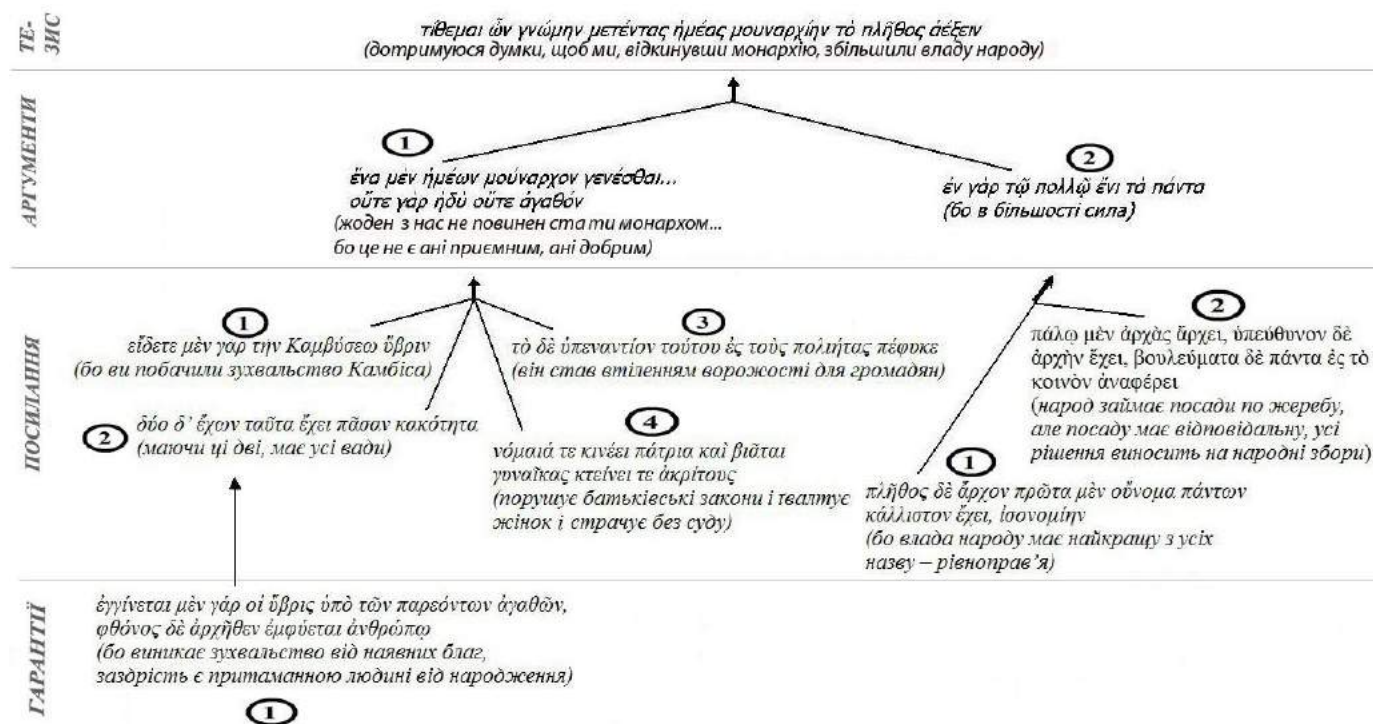 ТЕ-
ЗИС
τίθεμαι ὦν γνώμην μετέντας ἡμέας μουναρχίην τὸ πλῆθος ἀέξειν
(дотримуюся думки, щоб ми, відкинувши монархію, збільшили владу народу)
АРГУМЕНТИ
1
ἕνα μὲν ἡμέων μούναρχον γενέσθαι...
οὔτε γὰρ ἡδὺ οὔτε ἀγαθόν
(жоден з нас не повинен ста ти монархом...
бо це не є ані приємним, ані добрим)
2
ἐν γὰρ τῷ πολλῷ ἔνι τὰ πάντα
(бо в більшості сила}
ПОСИЛАННЯ
1
εἴδετε μὲν γὰρ τὴν Καμβύσεω ὕβριν
(бо ви побачили зухвальство Камбіса)
2
δύο δ’ ἔχων ταῦτα ἔχει πᾶσαν κακότητα
(маючи ці дві, має усі вади)
3
τὸ δὲ ὑπεναντίον τούτου ἐς τοὺς πολιήτας πέφυκε
(він став втіленням ворожості для громадян)
4
νόμαιά τε κινέει πάτρια καὶ βιᾶται
γυναῖκας κτείνει τε ἀκρίτους
(порушує батьківські закони і ґвалтує
жінок і страчує без суду)
2
πάλῳ μὲν ἀρχὰς ἄρχει, ὑπεύθυνον δὲ
ἀρχὴν ἔχει, βουλεύματα δὲ πάντα ἐς τὸ
κοινὸν ἀναφέρει
(народ займає посади по жеребу,
але посаду має відповідальну, усі
рішення виносить на народні збори)
1
πλῆθος δὲ ἄρχον πρῶτα μὲν οὔνομα πάντων
κάλλιστον ἔχει, ἰσονομίην
(бо влада народу має найкращу з усіх
назву – рівноправ’я)
ГАРАНТІЇ
ἐγγίνεται μὲν γάρ οἱ ὕβρις ὑπὸ τῶν παρεόντων ἀγαθῶν,
φθόνος δὲ ἀρχῆθεν ἐμφύεται ἀνθρώπῳ
(бо виникає зухвальство від наявних благ,
заздрість є притаманною людині від народження)
1